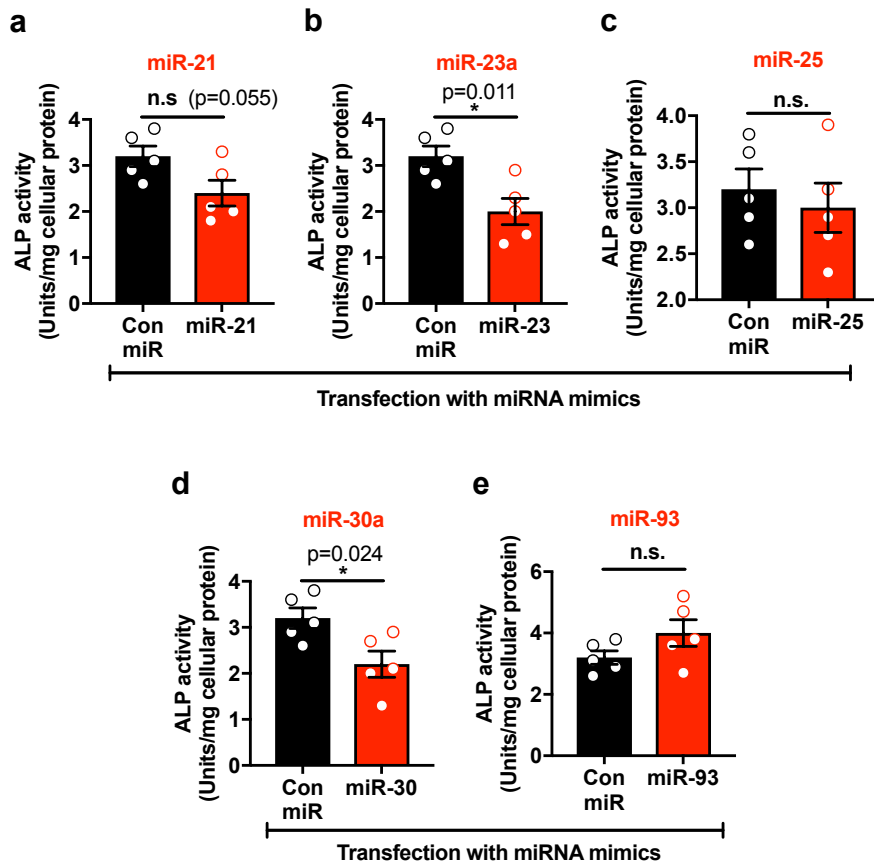 a
miR-21
n.s (p=0.055)
ALP activity
(Units/mg cellular protein)
4
3
2
1
0
Con
miR
miR-21
b
miR-23a
p=0.011
*
ALP activity
(Units/mg cellular protein)
4
3
2
1
0
Con
miR
miR-23
c
miR-25
n.s.
ALP activity
(Units/mg cellular protein)
4.0
3.5
3.0
2.5
2.0
Con
miR
miR-25
Transfection with miRNA mimics
d
miR-30a
p=0.024
*
ALP activity
(Units/mg cellular protein)
4
3
2
1
0
Con
miR
miR-30
e
miR-93
n.s.
ALP activity
(Units/mg cellular protein)
6
4
2
0
Con
miR
miR-93
Transfection with miRNA mimics